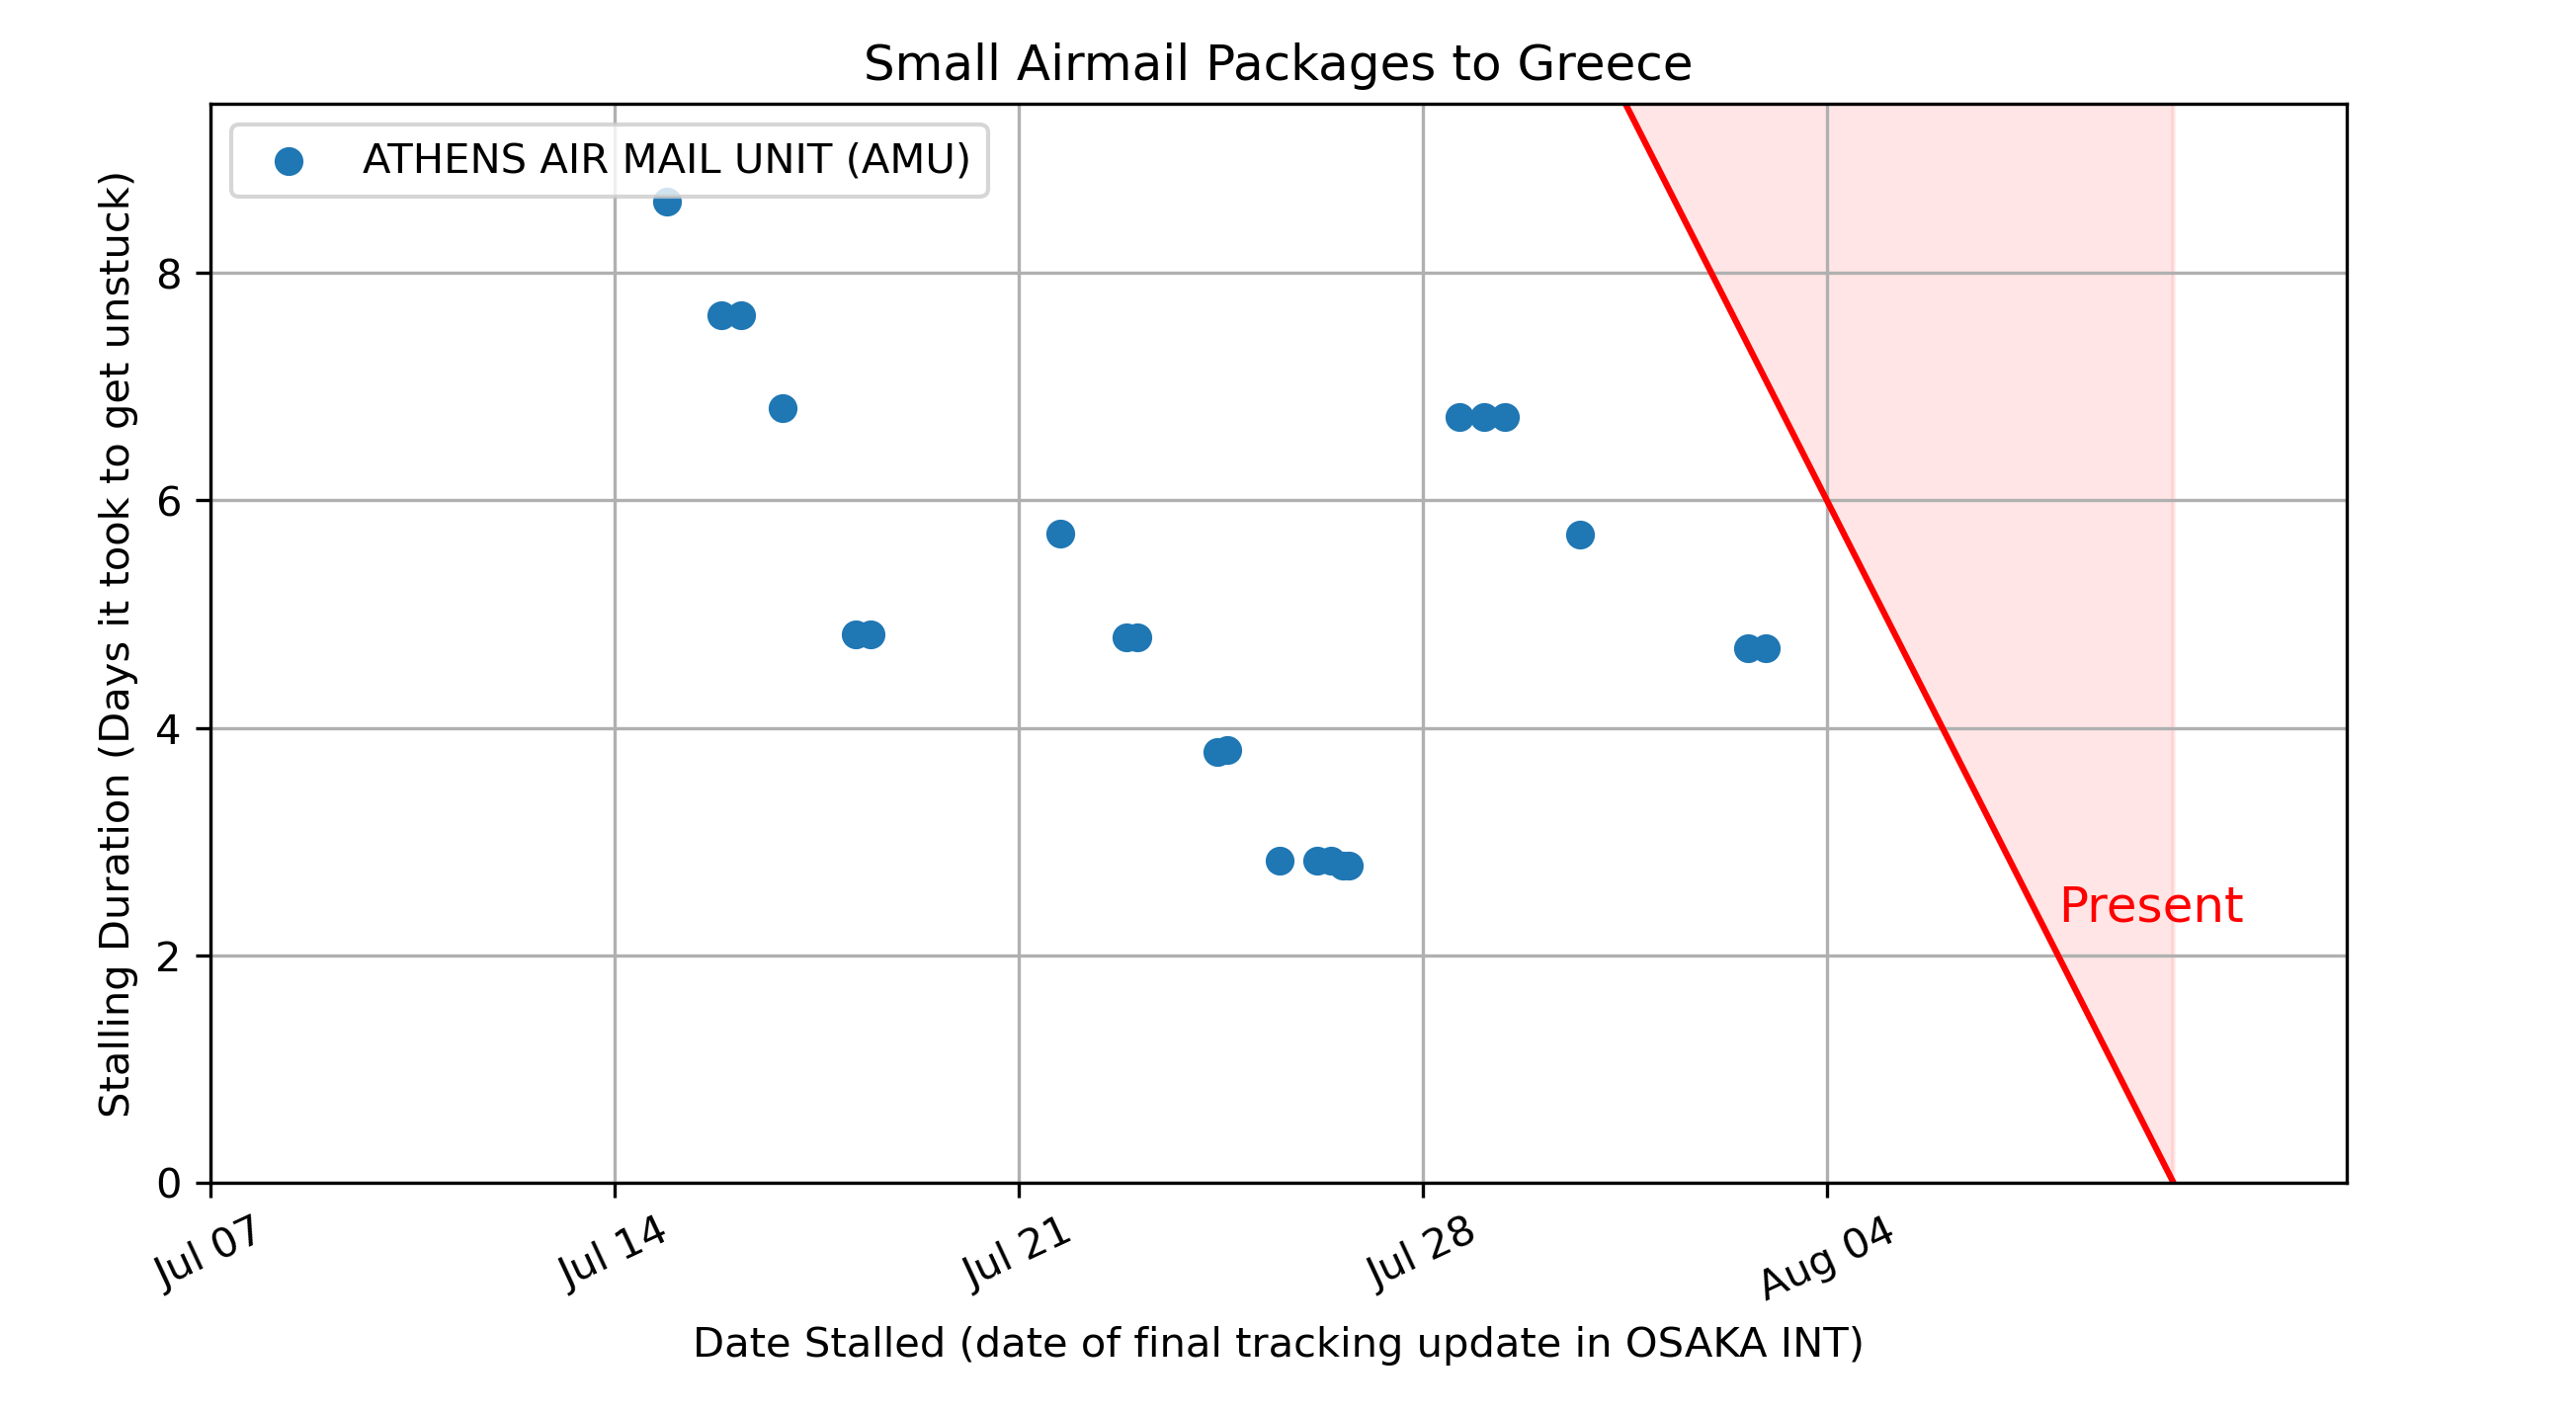 Small Airmail Packages to Greece
ATHENS AIR MAIL UNIT (AMU)
Stalling Duration (Days it took to get unstuck)
8
6
4
2
0
Present
Jul 07
Jul 14
Jul 21
Jul 28
Aug 04
Date Stalled (date of final tracking update in OSAKA INT)